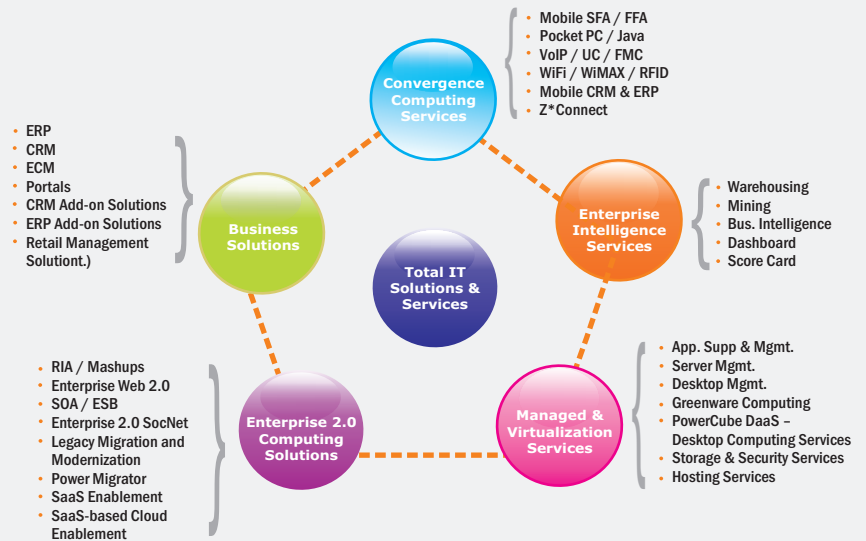 Mobile SFA / FFA
Pocket PC / Java
VoIP / UC / FMC
WiFi / WiMAX / RFID
Mobile CRM & ERP
Z*Connect
Convergence
Computing
Services
ERP
CRM
ECM
Portals
CRM Add-on Solutions
ERP Add-on Solutions
Retail Management
Solutiont.)
Business
Solutions
Enterprise
Intelligence
Services
Warehousing
Mining
Bus. Intelligence
Dashboard
Score Card
Total IT
Solutions &
Services
RIA / Mashups
Enterprise Web 2.0
SOA / ESB
Enterprise 2.0 SocNet
Legacy Migration and
Modernization
Power Migrator
SaaS Enablement
SaaS-based Cloud
Enablement
Enterprise 2.0
Computing
Solutions
Managed &
Virtualization
Services
App. Supp & Mgmt.
Server Mgmt.
Desktop Mgmt.
Greenware Computing
PowerCube DaaS –
Desktop Computing Services
Storage & Security Services
Hosting Services